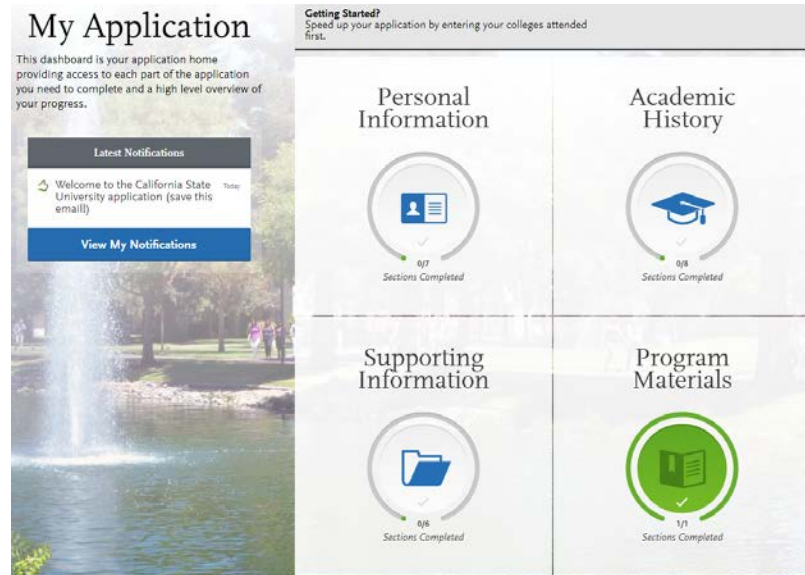 My Application
This dashboard is your application home
providing access to each part of the application
you need to complete and a high level overview of
your progress.
Latest Notifications
Welcome to the California State
University application (save this
emaill)
Today
View My Notifications
Getting Started?
Speed up your application by entering your colleges attended
first.
Personal
Information
0/7
Sections Completed
Academic
History
0/8
Sections Completed
Supporting
Information
0/6
Sections Completed
Program
Materials
1/1
Sections Completed